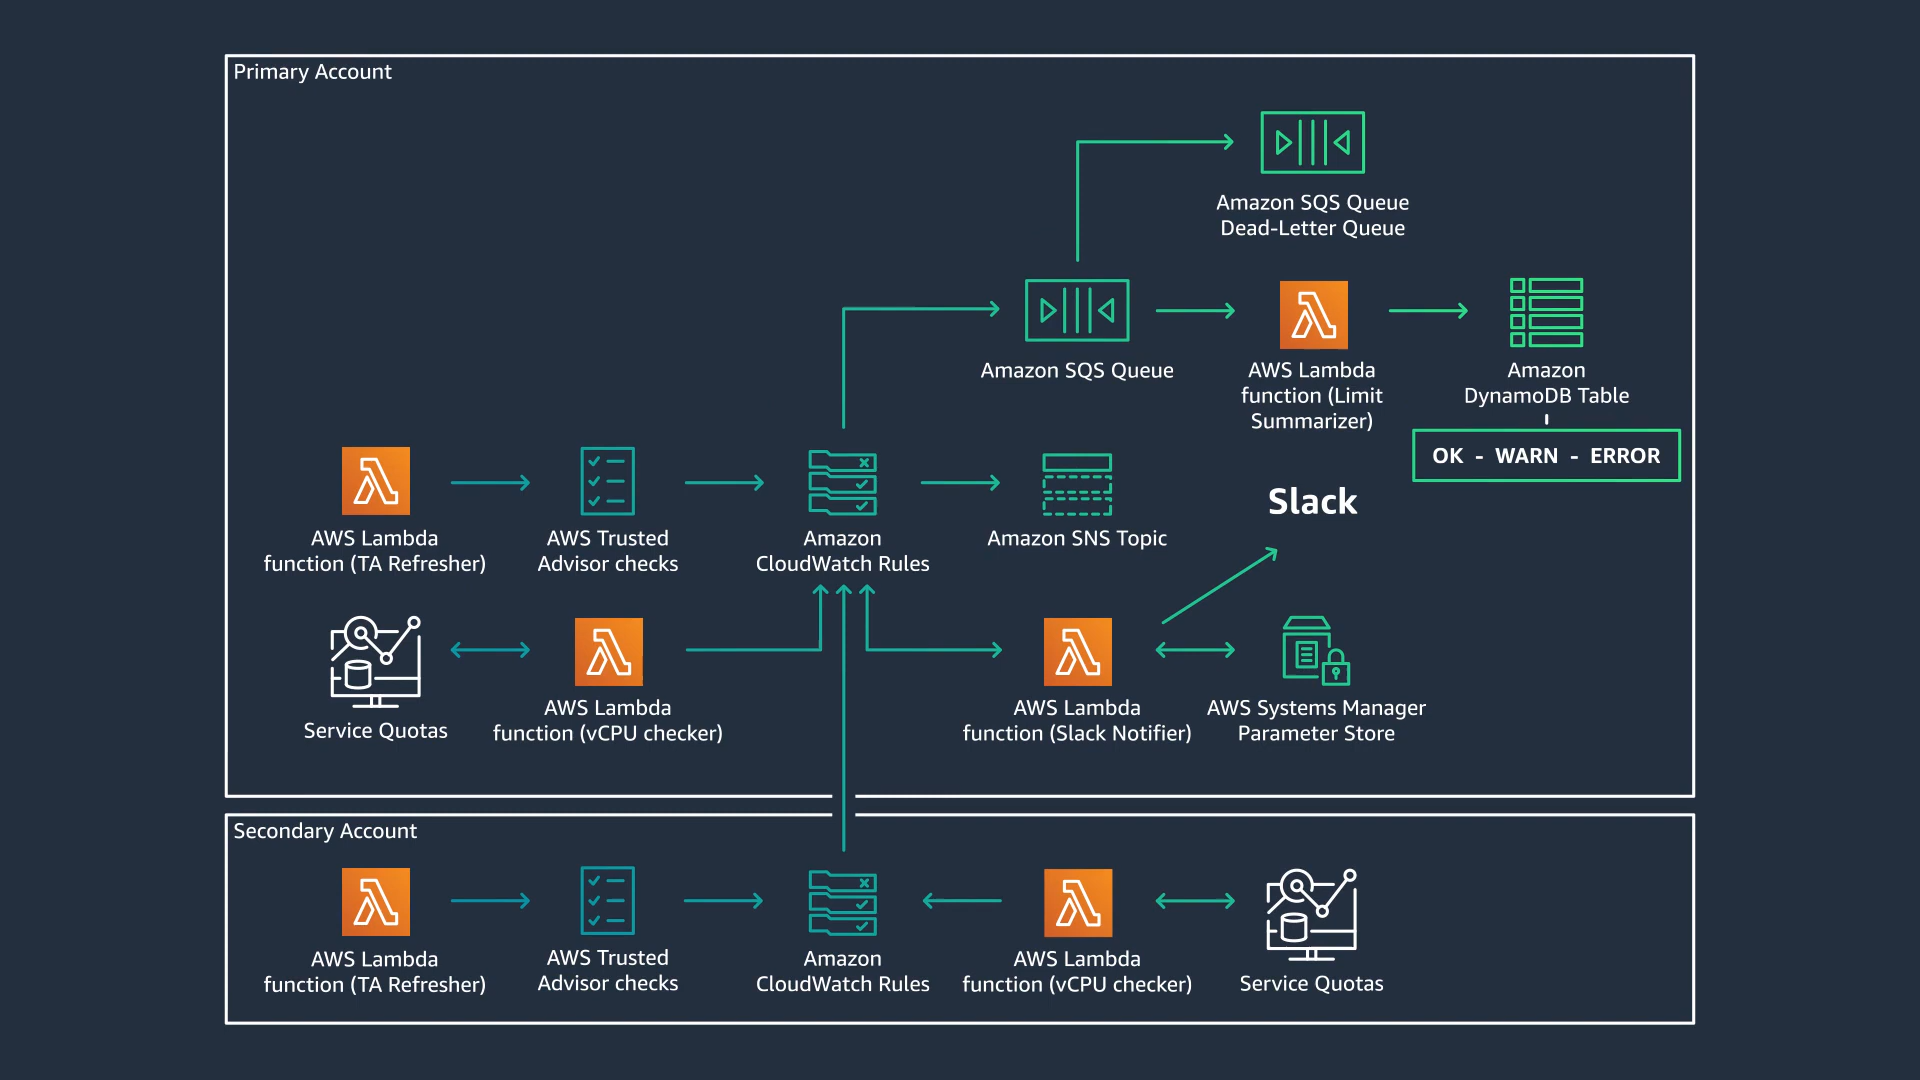 Primary Account
Amazon SQS Queue
Dead-Letter Queue
Amazon SQS Queue
AWS Lambda
function (Limit
Summarizer)
Amazon
DynamoDB Table
OK - WARN - ERROR
Slack
AWS Lambda
function (TA Refresher)
AWS Trusted
Advisor checks
Amazon
CloudWatch Rules
Amazon SNS Topic
Service Quotas
AWS Lambda
function (vCPU checker)
AWS Lambda
function (Slack Notifier)
AWS Systems Manager
Parameter Store
Secondary Account
AWS Lambda
function (TA Refresher)
AWS Trusted
Advisor checks
Amazon
CloudWatch Rules
AWS Lambda
function (vCPU checker)
Service Quotas